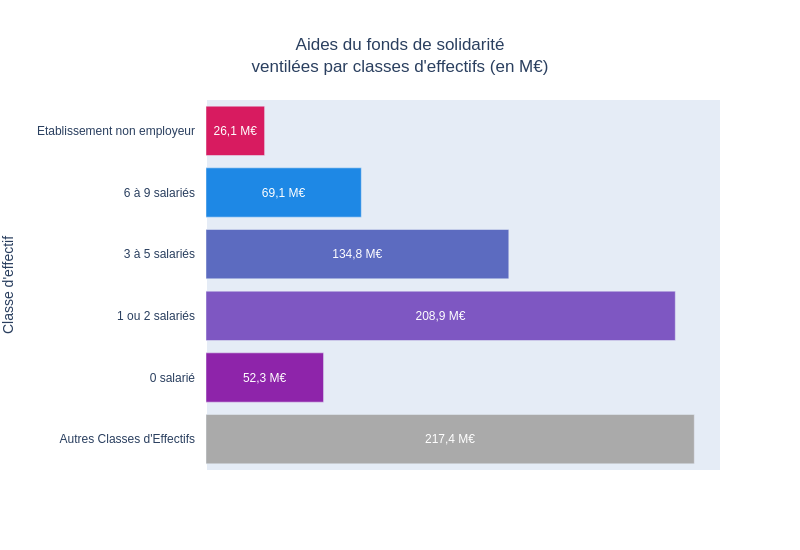 Aides du fonds de solidarité
ventilées par classes d'effectifs (en M€)
Classe d'effectif
Etablissement non employeur
26,1 M€
6 à 9 salariés
69,1 M€
3 à 5 salariés
134,8 M€
1 ou 2 salariés
208,9 M€
0 salarié
52,3 M€
Autres Classes d'Effectifs
217,4 M€